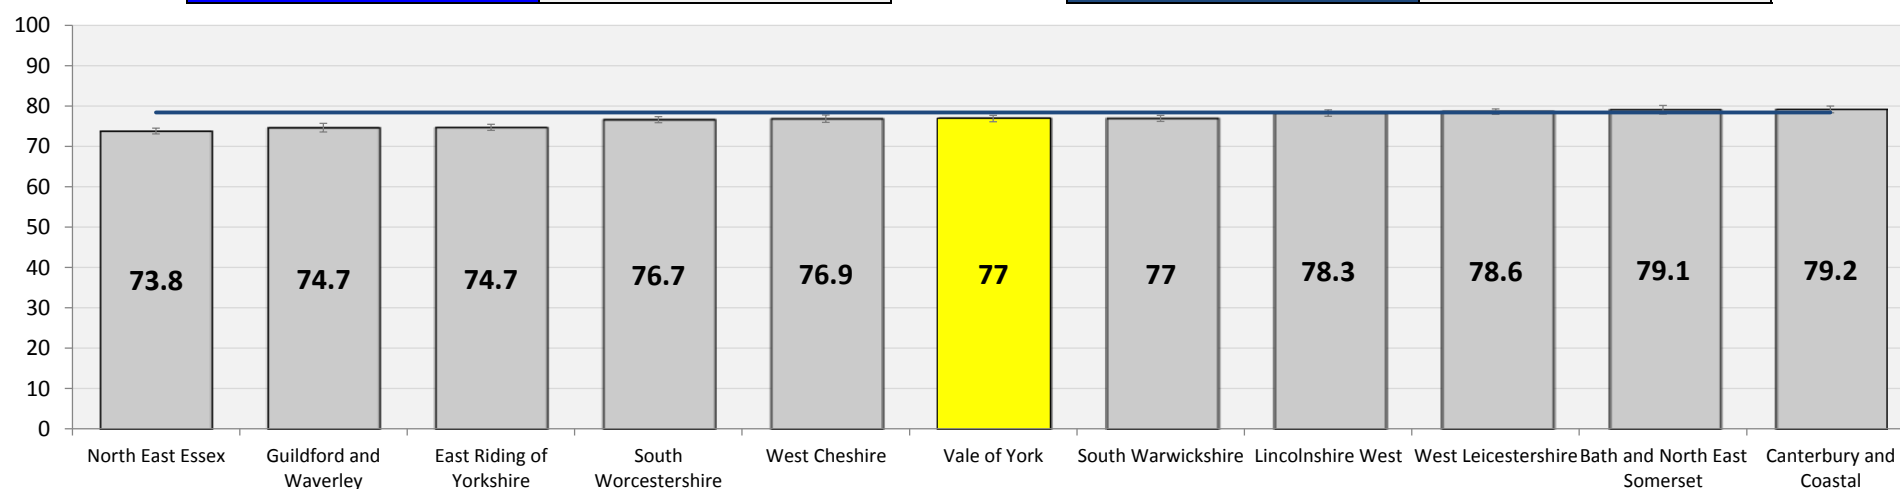 100
90
80
70
60
50
40
30
20
10
0
73.8
74.7
74.7
76.7
76.9
77
77
78.3
78.6
79.1
79.2
North East Essex
Guildford and
Waverley
East Riding of
Yorkshire
South
Worcestershire
West Cheshire
Vale of York
South Warwickshire
Lincolnshire West
West Leicestershire
Bath and North East
Somerset
Canterbury and
Coastal